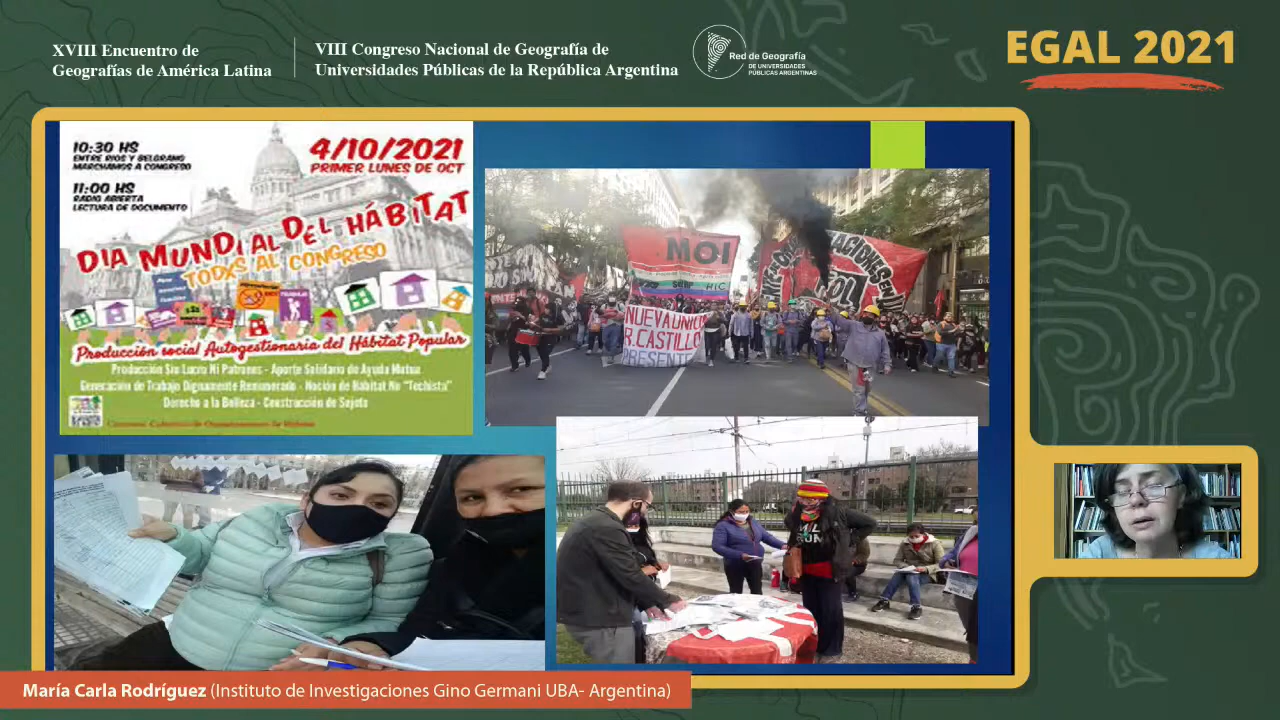 XVIII Encuentro de
Geografías de América Latina
VIII Congreso Nacional de Geografía de
Universidades Públicas de la República Argentina
Red de Geografía
DE UNIVERSIDADES
PÚBLICAS ARGENTINAS
EGAL 2021
10:30 HS
ENTRE RIOS Y BELGRANO
MARCHAMOS A CONGRESO
11:00 HS
RADIO ABIERTA
LECTURA DE DOCUMENTO
4/10/2021
PRIMER LUNES DE OCT
DIA MUNDIAL DEL HÁBITAT
TODXS AL CONGRESO
Producción social Autogestionaria del Hábitat Popular
Producción Sin Lucro Ni Patrones - Aporte Solidario de Ayuda Mutua
Generación de Trabajo Dignamente Remunerado - Noción de Hábitat No "Techista"
Derecho a la Belleza - Construcción de Sujeto
MOI
HIC
NUEVA UNION
R. CASTILLO
PRESENTE
María Carla Rodríguez (Instituto de Investigaciones Gino Germani UBA- Argentina)